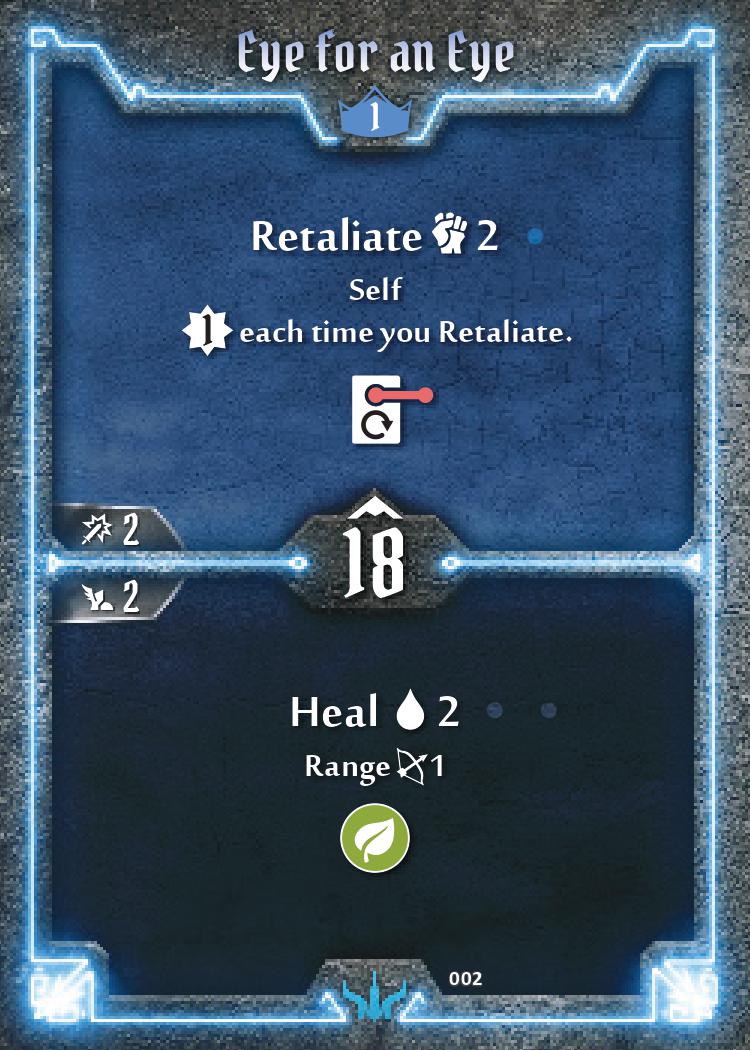 Eye for an Eye
1
Retaliate 2
Self
1 each time you Retaliate.
2
18
2
Heal 2
Range 1
002